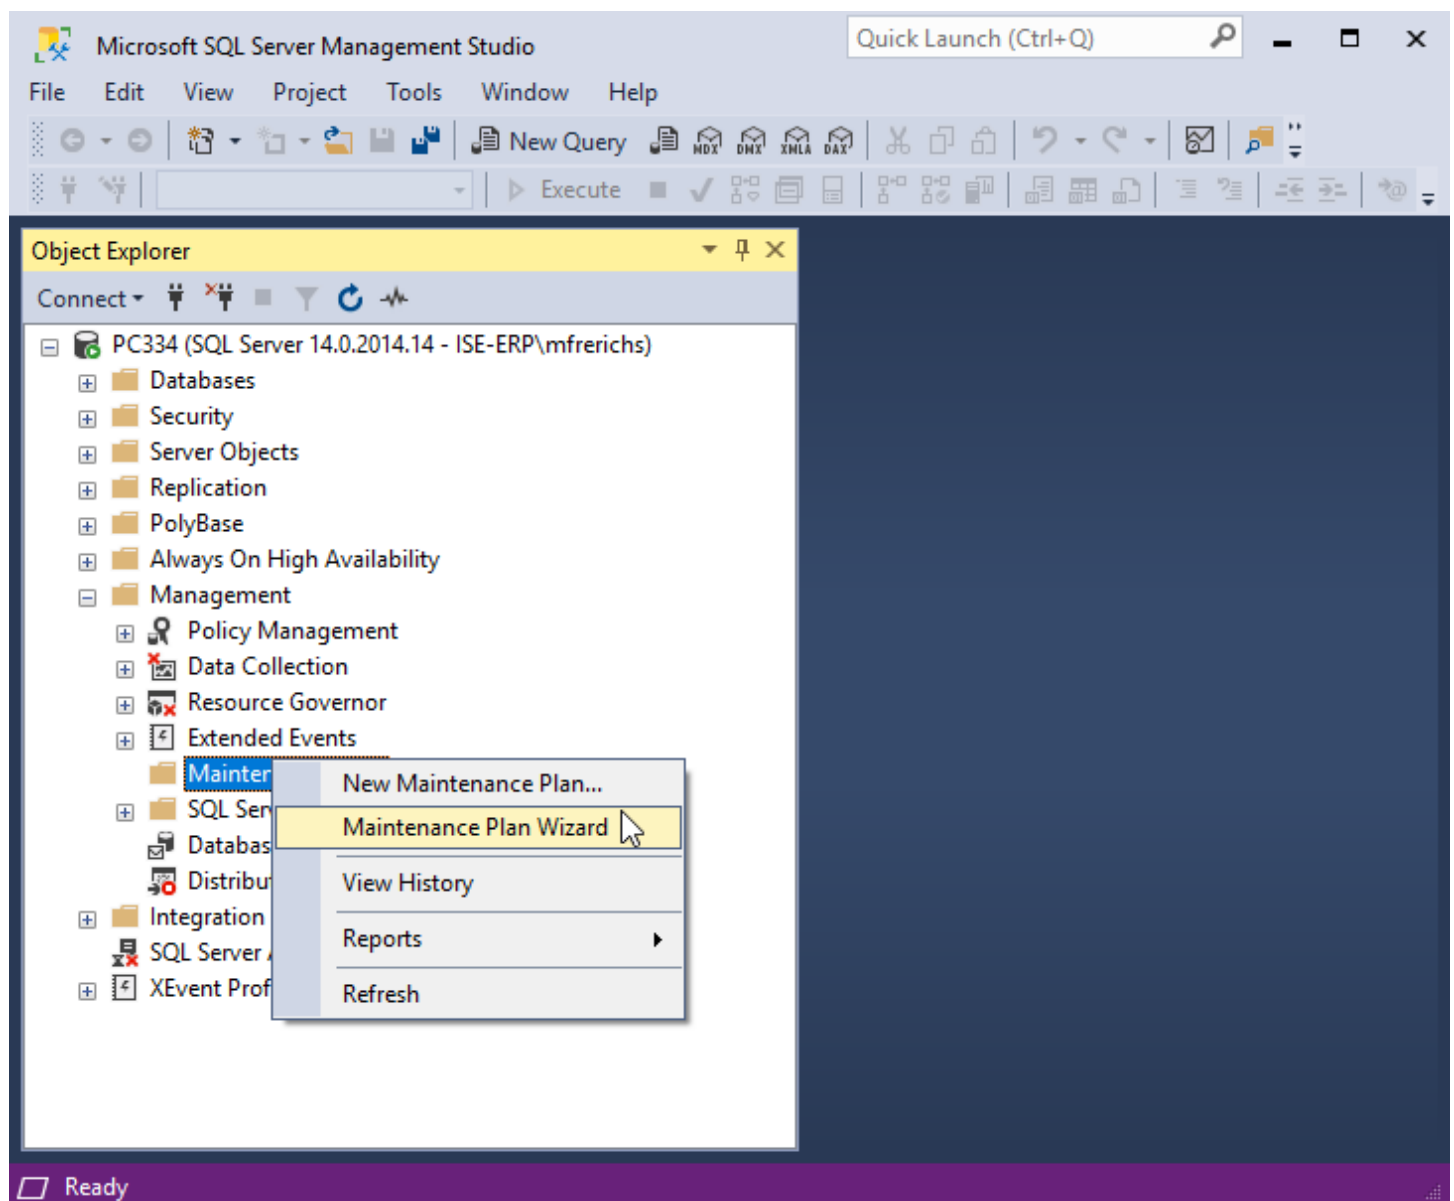 Microsoft SQL Server Management Studio
Quick Launch (Ctrl+Q)
File Edit View Project Tools Window Help
New Query MDX DMX XMLA DAX
Execute
Object Explorer
Connect
PC334 (SQL Server 14.0.2014.14 - ISE-ERP\mfrerichs)
Databases
Security
Server Objects
Replication
PolyBase
Always On High Availability
Management
Policy Management
Data Collection
Resource Governor
Extended Events
Mainten
SQL Serv
Databas
Distribu
Integration
SQL Server A
XEvent Prof
New Maintenance Plan...
Maintenance Plan Wizard
View History
Reports
Refresh
Ready